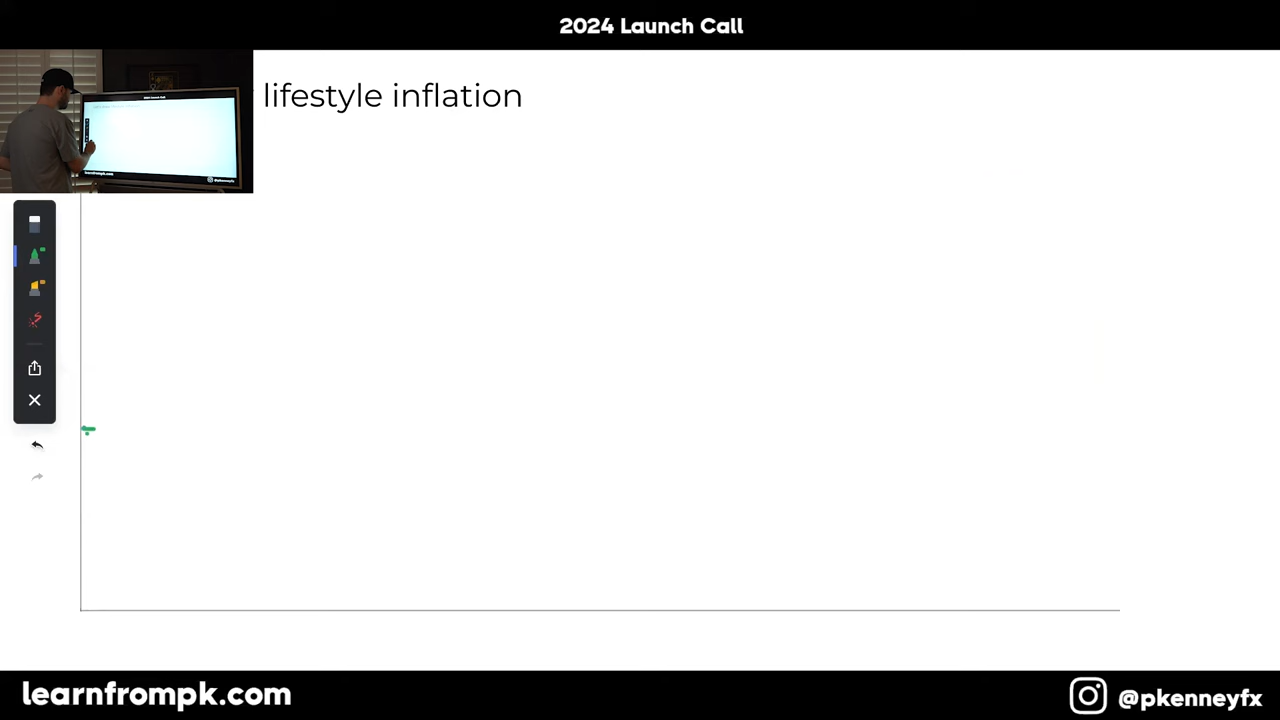 2024 Launch Call
lifestyle inflation
learnfrompk.com
@pkenneyfx